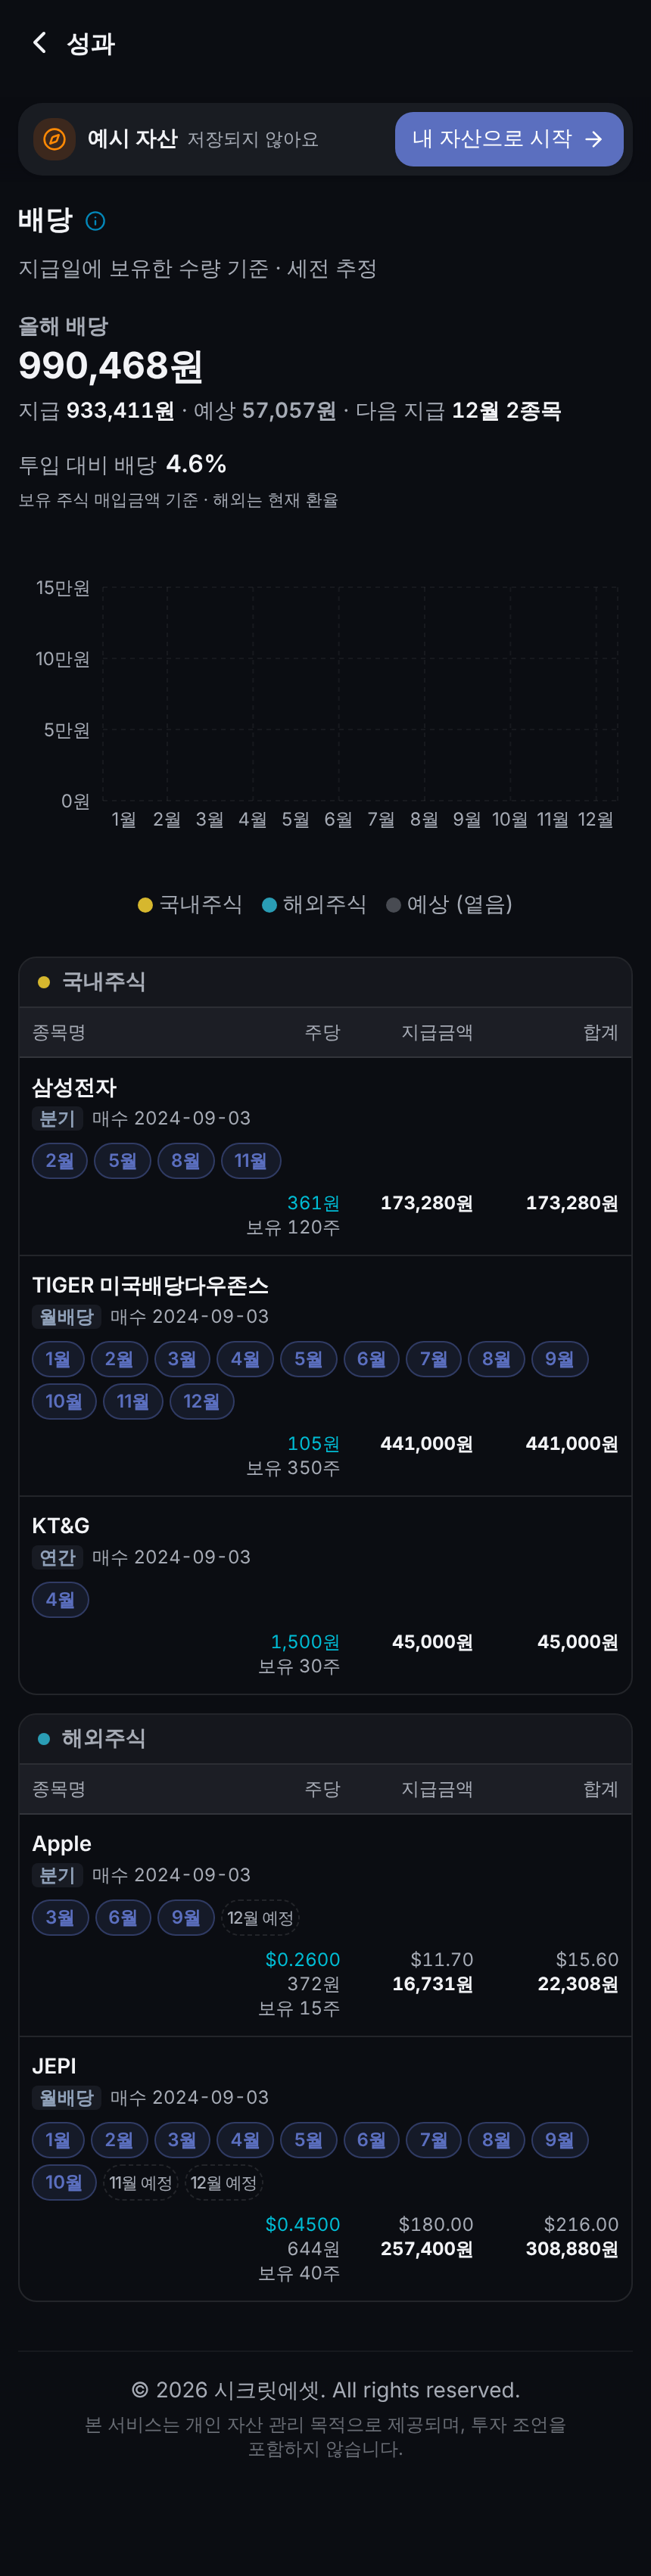 성과
예시 자산 저장되지 않아요
내 자산으로 시작 →
배당
지급일에 보유한 수량 기준 · 세전 추정
올해 배당
990,468원
지급 933,411원 · 예상 57,057원 · 다음 지급 12월 2종목
투입 대비 배당 4.6%
보유 주식 매입금액 기준 · 해외는 현재 환율
15만원
10만원
5만원
0원
1월 2월 3월 4월 5월 6월 7월 8월 9월 10월 11월 12월
국내주식 해외주식 예상 (옅음)
국내주식
종목명 주당 지급금액 합계
삼성전자
분기 매수 2024-09-03
2월 5월 8월 11월
361원 173,280원 173,280원
보유 120주
TIGER 미국배당다우존스
월배당 매수 2024-09-03
1월 2월 3월 4월 5월 6월 7월 8월 9월
10월 11월 12월
105원 441,000원 441,000원
보유 350주
KT&G
연간 매수 2024-09-03
4월
1,500원 45,000원 45,000원
보유 30주
해외주식
종목명 주당 지급금액 합계
Apple
분기 매수 2024-09-03
3월 6월 9월 12월 예정
$0.2600 $11.70 $15.60
372원 16,731원 22,308원
보유 15주
JEPI
월배당 매수 2024-09-03
1월 2월 3월 4월 5월 6월 7월 8월 9월
10월 11월 예정 12월 예정
$0.4500 $180.00 $216.00
644원 257,400원 308,880원
보유 40주
© 2026 시크릿에셋. All rights reserved.
본 서비스는 개인 자산 관리 목적으로 제공되며, 투자 조언을
포함하지 않습니다.